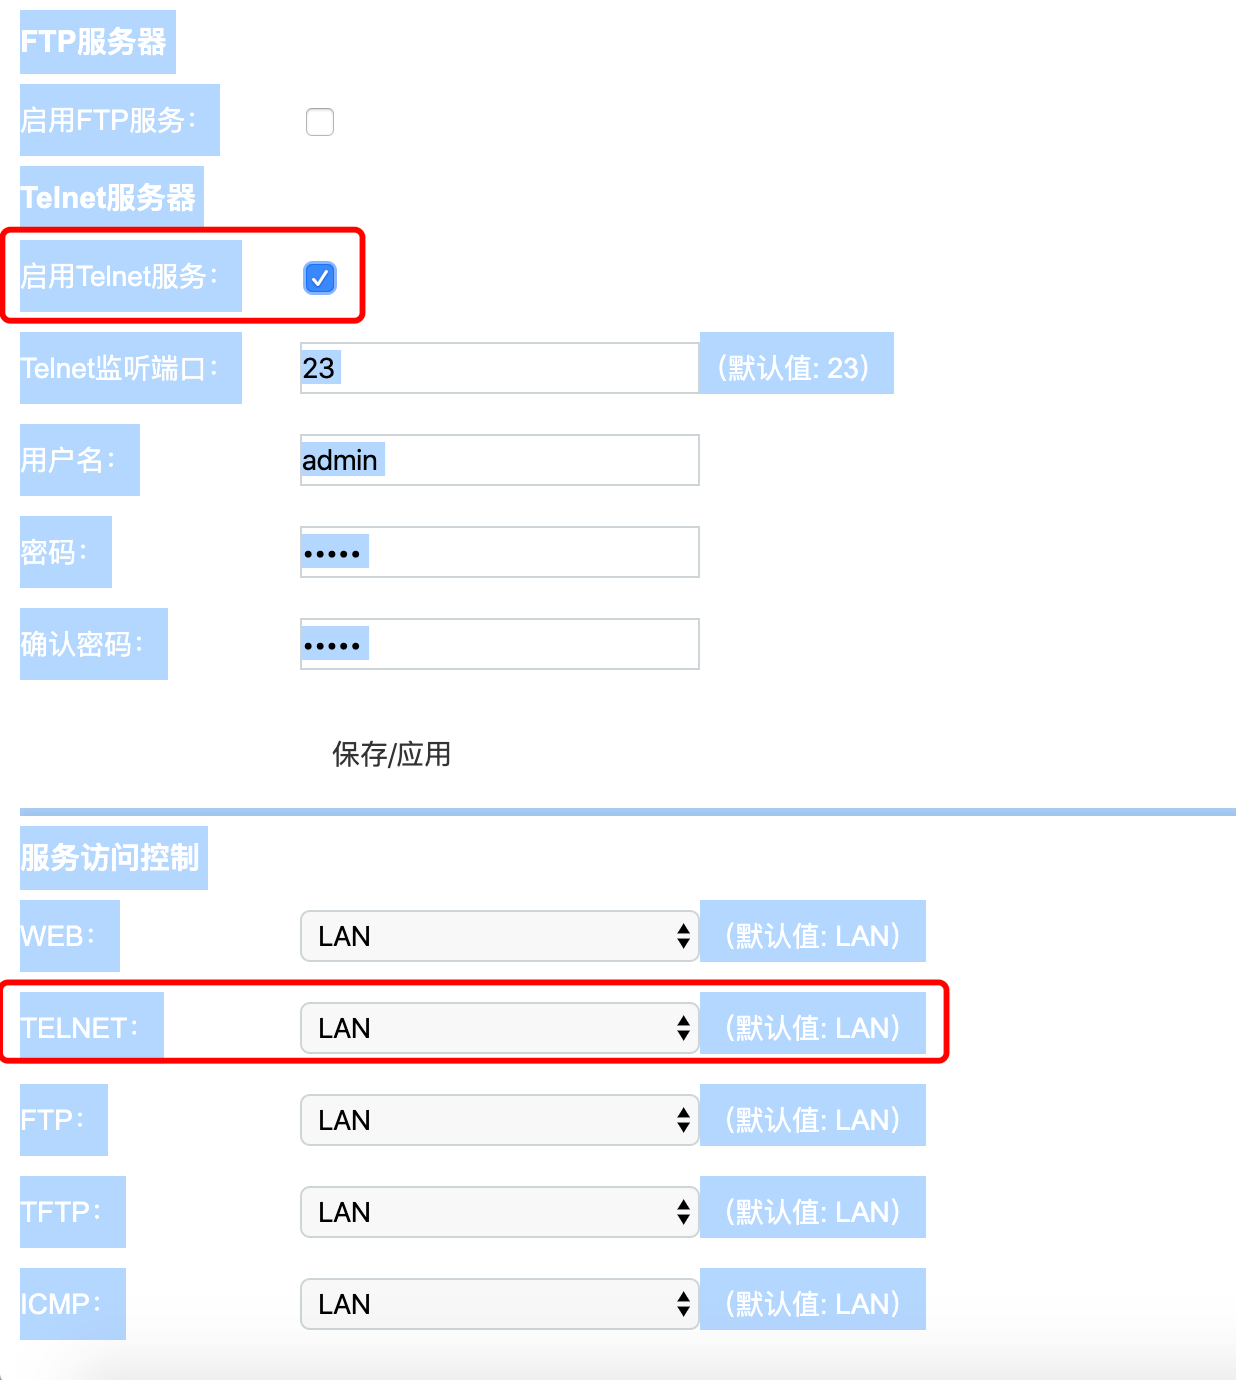 FTP服务器
启用FTP服务：
Telnet服务器
启用Telnet服务：
Telnet监听端口： 23 （默认值: 23）
用户名： admin
密码： •••••
确认密码： •••••
保存/应用
服务访问控制
WEB： LAN （默认值: LAN）
TELNET： LAN （默认值: LAN）
FTP： LAN （默认值: LAN）
TFTP： LAN （默认值: LAN）
ICMP： LAN （默认值: LAN）